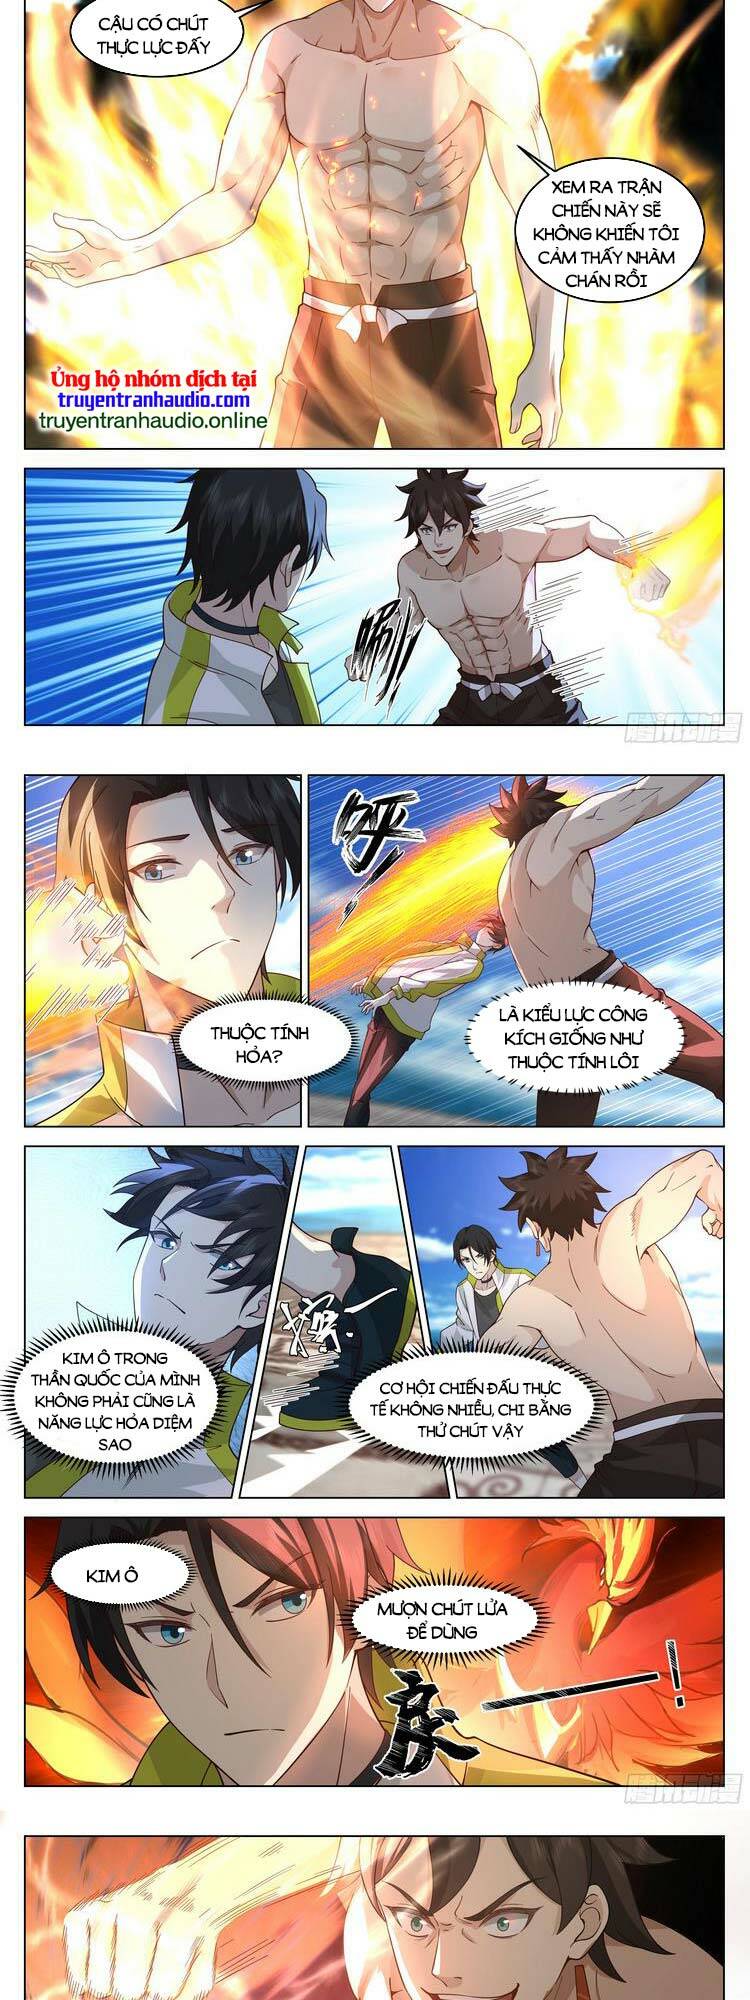 CẬU CÓ CHÚT
THỰC LỰC ĐẤY
XEM RA TRẬN
CHIẾN NÀY SẼ
KHÔNG KHIẾN TÔI
CẢM THẤY NHÀM
CHÁN RỒI
Ủng hộ nhóm dịch tại
truyentranhaudio.com
truyentranhaudio.online
呼
THUỘC TÍNH
HỎA?
LÀ KIỂU LỰC CÔNG
KÍCH GIỐNG NHƯ
THUỘC TÍNH LÔI
KIM Ô TRONG
THẦN QUỐC CỦA MÌNH
KHÔNG PHẢI CŨNG LÀ
NĂNG LỰC HỎA DIỆM
SAO
CƠ HỘI CHIẾN ĐẤU THỰC
TẾ KHÔNG NHIỀU, CHI BẰNG
THỬ CHÚT VẬY
KIM Ô
MƯỢN CHÚT LỬA
ĐỂ DÙNG